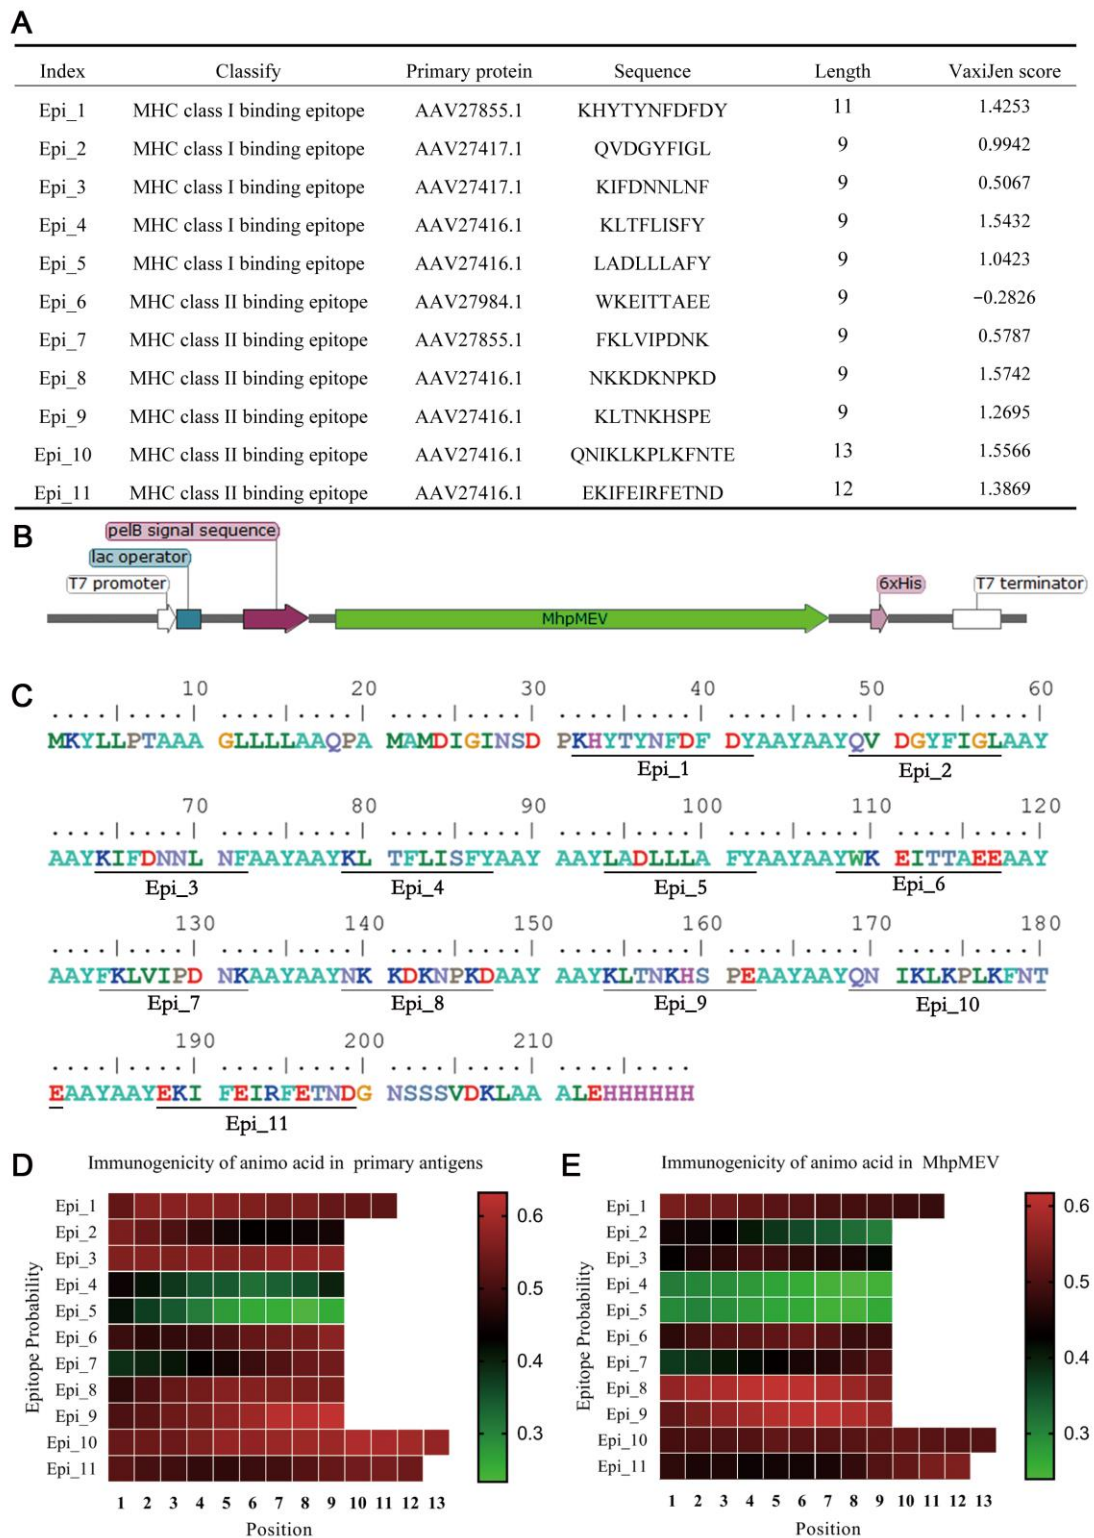 A
Index Classify Primary protein Sequence Length VaxiJen score
Epi_1 MHC class I binding epitope AAV27855.1 KHYTYNFDFDY 11 1.4253
Epi_2 MHC class I binding epitope AAV27417.1 QVDGYFIGL 9 0.9942
Epi_3 MHC class I binding epitope AAV27417.1 KIFDNNLNF 9 0.5067
Epi_4 MHC class I binding epitope AAV27416.1 KLTFLISFY 9 1.5432
Epi_5 MHC class I binding epitope AAV27416.1 LADLLLAFY 9 1.0423
Epi_6 MHC class II binding epitope AAV27984.1 WKEITTAEE 9 −0.2826
Epi_7 MHC class II binding epitope AAV27855.1 FKLVIPDNK 9 0.5787
Epi_8 MHC class II binding epitope AAV27416.1 NKKDKNPKD 9 1.5742
Epi_9 MHC class II binding epitope AAV27416.1 KLTNKHSPE 9 1.2695
Epi_10 MHC class II binding epitope AAV27416.1 QNIKLKPLKFNTE 13 1.5566
Epi_11 MHC class II binding epitope AAV27416.1 EKIFEIRFETND 12 1.3869
B
pelB signal sequence
lac operator
T7 promoter 6xHis T7 terminator
MhpMEV
C
10 20 30 40 50 60
MKYLLPTAAA GLLLLAAQPA MAMDIGINSD PKHYTYNFDF DYAAYAAYQV DGYFIGLAAY
Epi_1 Epi_2
70 80 90 100 110 120
AAYKIFDNNL NFAAYAAYKL TFLISFYAAY AAYLADLLLA FYAAYAAYWK EITTAEEAAY
Epi_3 Epi_4 Epi_5 Epi_6
130 140 150 160 170 180
AAYFKLVIPD NKAAYAAYNK KDKNPKDAAY AAYKLTNKHS PEAAYAAYQN IKLKPLKFNT
Epi_7 Epi_8 Epi_9 Epi_10
190 200 210
EAAYAAYEKI FEIRFETNDG NSSSVDKLAA ALEHHHHHH
Epi_11
D
Immunogenicity of animo acid in primary antigens
Epitope Probability
Epi_1
Epi_2
Epi_3
Epi_4
Epi_5
Epi_6
Epi_7
Epi_8
Epi_9
Epi_10
Epi_11
1 2 3 4 5 6 7 8 9 10 11 12 13
Position
0.6
0.5
0.4
0.3
E
Immunogenicity of animo acid in MhpMEV
Epitope Probability
Epi_1
Epi_2
Epi_3
Epi_4
Epi_5
Epi_6
Epi_7
Epi_8
Epi_9
Epi_10
Epi_11
1 2 3 4 5 6 7 8 9 10 11 12 13
Position
0.6
0.5
0.4
0.3